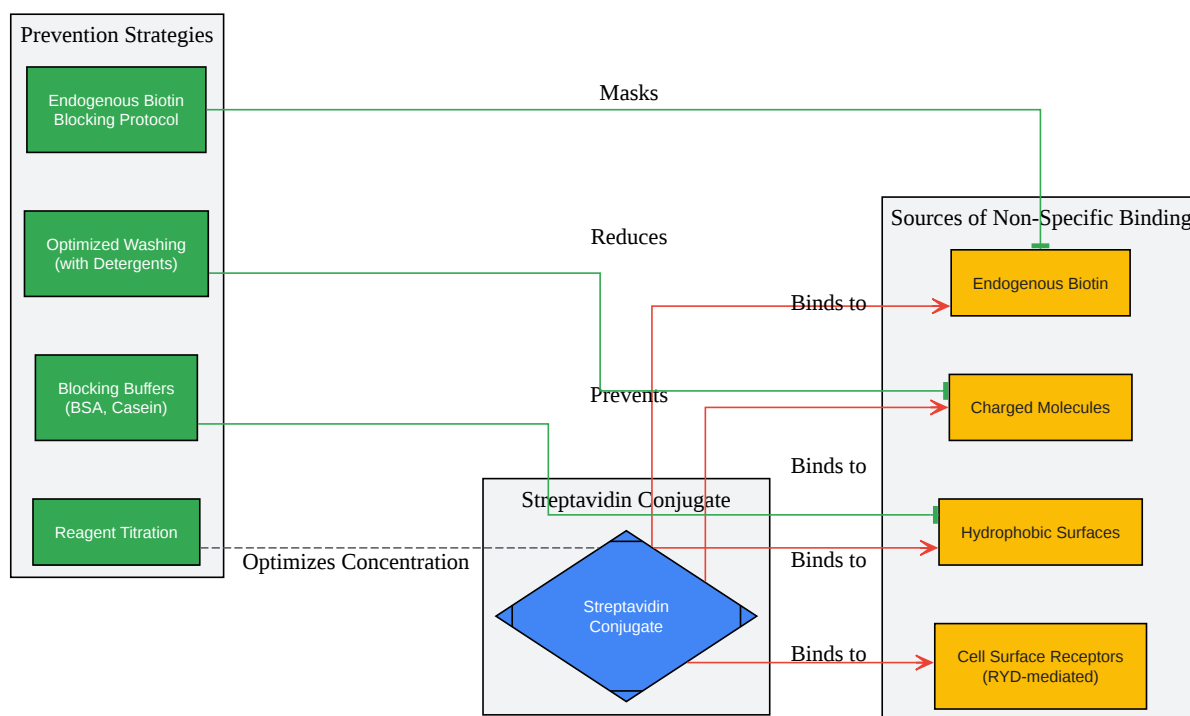 Prevention Strategies
Endogenous Biotin
Blocking Protocol
Optimized Washing
(with Detergents)
Blocking Buffers
(BSA, Casein)
Reagent Titration
Masks
Reduces
Prevents
Optimizes Concentration
Streptavidin Conjugate
Streptavidin
Conjugate
Binds to
Binds to
Binds to
Binds to
Sources of Non-Specific Binding
Endogenous Biotin
Charged Molecules
Hydrophobic Surfaces
Cell Surface Receptors
(RYD-mediated)